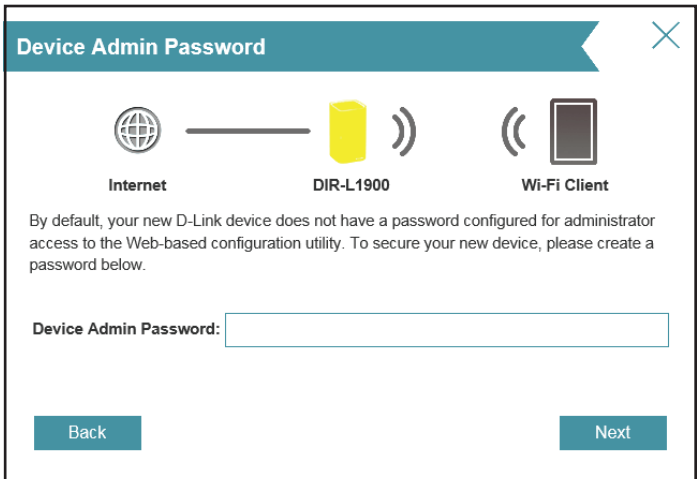 Device Admin Password
Internet
DIR-L1900
Wi-Fi Client
By default, your new D-Link device does not have a password configured for administrator
access to the Web-based configuration utility. To secure your new device, please create a
password below.
Device Admin Password:
Back
Next